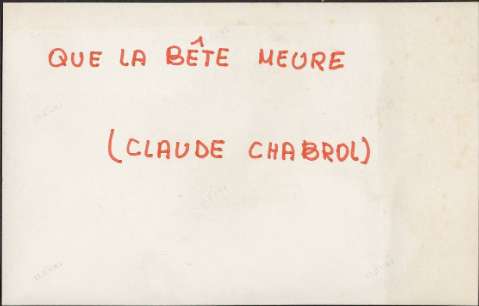 QUE LA BÊTE MEURE
(CLAUDE CHABROL)